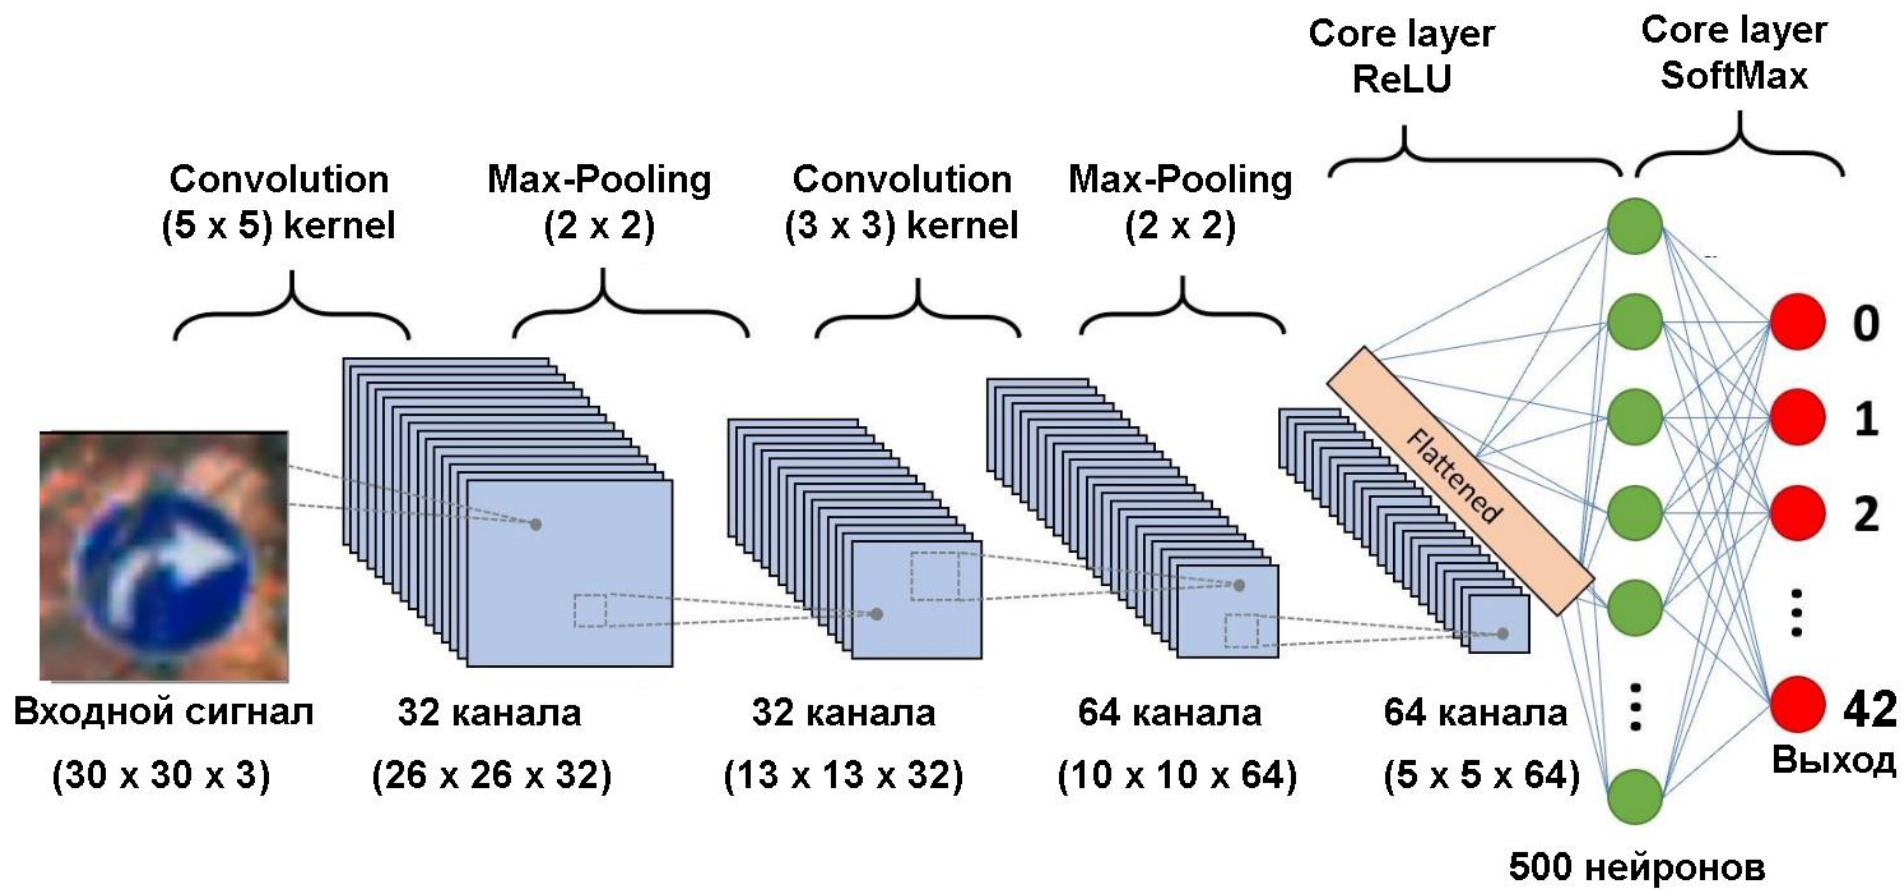 Core layer
ReLU
Core layer
SoftMax
Convolution
(5 x 5) kernel
Max-Pooling
(2 x 2)
Convolution
(3 x 3) kernel
Max-Pooling
(2 x 2)
Flattened
0
1
2
42
Выход
Входной сигнал
(30 x 30 x 3)
32 канала
(26 x 26 x 32)
32 канала
(13 x 13 x 32)
64 канала
(10 x 10 x 64)
64 канала
(5 x 5 x 64)
500 нейронов